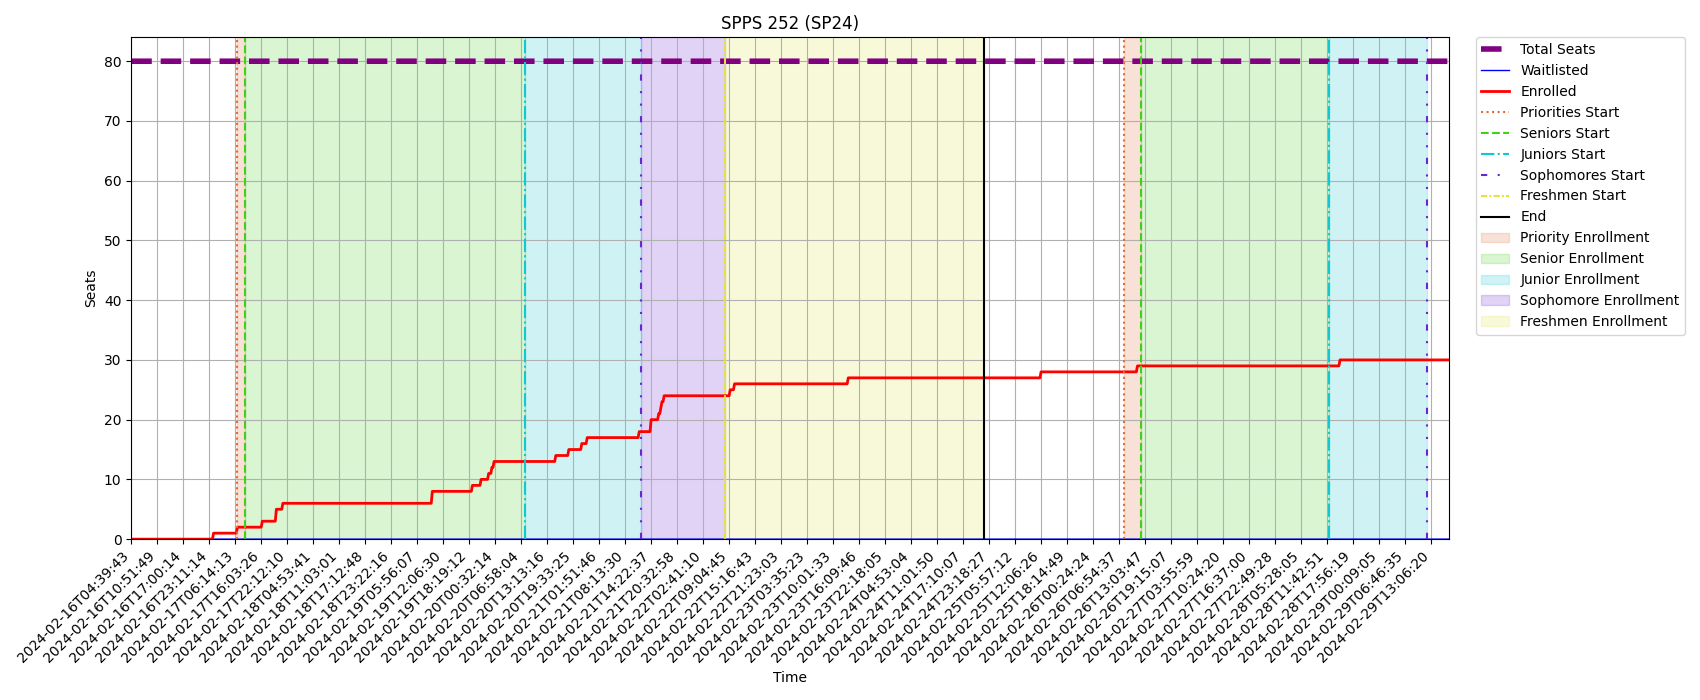 SPPS 252 (SP24)
Seats
80
70
60
50
40
30
20
10
0
2024-02-16T04:39:43
2024-02-16T10:51:49
2024-02-16T17:00:14
2024-02-16T23:11:14
2024-02-17T06:14:13
2024-02-17T16:03:26
2024-02-17T22:12:10
2024-02-18T04:53:41
2024-02-18T11:03:01
2024-02-18T17:12:48
2024-02-18T23:22:16
2024-02-19T05:56:07
2024-02-19T12:06:30
2024-02-19T18:19:12
2024-02-20T00:32:14
2024-02-20T06:58:04
2024-02-20T13:13:16
2024-02-20T19:33:25
2024-02-21T01:51:46
2024-02-21T08:13:30
2024-02-21T14:22:37
2024-02-21T20:32:58
2024-02-22T02:41:10
2024-02-22T09:04:45
2024-02-22T15:16:43
2024-02-22T21:23:03
2024-02-23T03:35:23
2024-02-23T10:01:33
2024-02-23T16:09:46
2024-02-23T22:18:05
2024-02-24T04:53:04
2024-02-24T11:01:50
2024-02-24T17:10:07
2024-02-24T23:18:27
2024-02-25T05:57:12
2024-02-25T12:06:26
2024-02-25T18:14:49
2024-02-26T00:24:24
2024-02-26T06:54:37
2024-02-26T13:03:47
2024-02-26T19:15:07
2024-02-27T03:55:59
2024-02-27T10:24:20
2024-02-27T16:37:00
2024-02-27T22:49:28
2024-02-28T05:28:05
2024-02-28T11:42:51
2024-02-28T17:56:19
2024-02-29T00:09:05
2024-02-29T06:46:35
2024-02-29T13:06:20
Time
Total Seats
Waitlisted
Enrolled
Priorities Start
Seniors Start
Juniors Start
Sophomores Start
Freshmen Start
End
Priority Enrollment
Senior Enrollment
Junior Enrollment
Sophomore Enrollment
Freshmen Enrollment